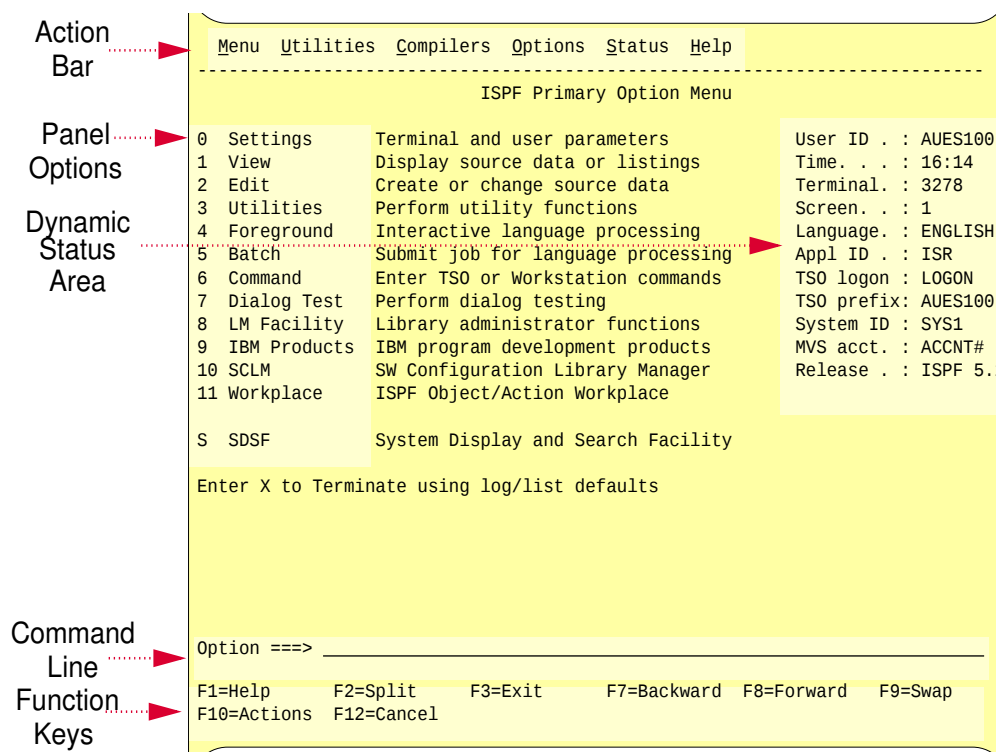 Action
Bar
Menu Utilities Compilers Options Status Help
---------------------------------------------------------------------------
ISPF Primary Option Menu
Panel
Options
0 Settings Terminal and user parameters User ID . : AUES100
1 View Display source data or listings Time. . . : 16:14
2 Edit Create or change source data Terminal. : 3278
3 Utilities Perform utility functions Screen. . : 1
Dynamic
Status
Area
4 Foreground Interactive language processing Language. : ENGLISH
5 Batch Submit job for language processing Appl ID . : ISR
6 Command Enter TSO or Workstation commands TSO logon : LOGON
7 Dialog Test Perform dialog testing TSO prefix: AUES100
8 LM Facility Library administrator functions System ID : SYS1
9 IBM Products IBM program development products MVS acct. : ACCNT#
10 SCLM SW Configuration Library Manager Release . : ISPF 5.
11 Workplace ISPF Object/Action Workplace
S SDSF System Display and Search Facility
Enter X to Terminate using log/list defaults
Command
Line
Option ===>
Function
Keys
F1=Help F2=Split F3=Exit F7=Backward F8=Forward F9=Swap
F10=Actions F12=Cancel